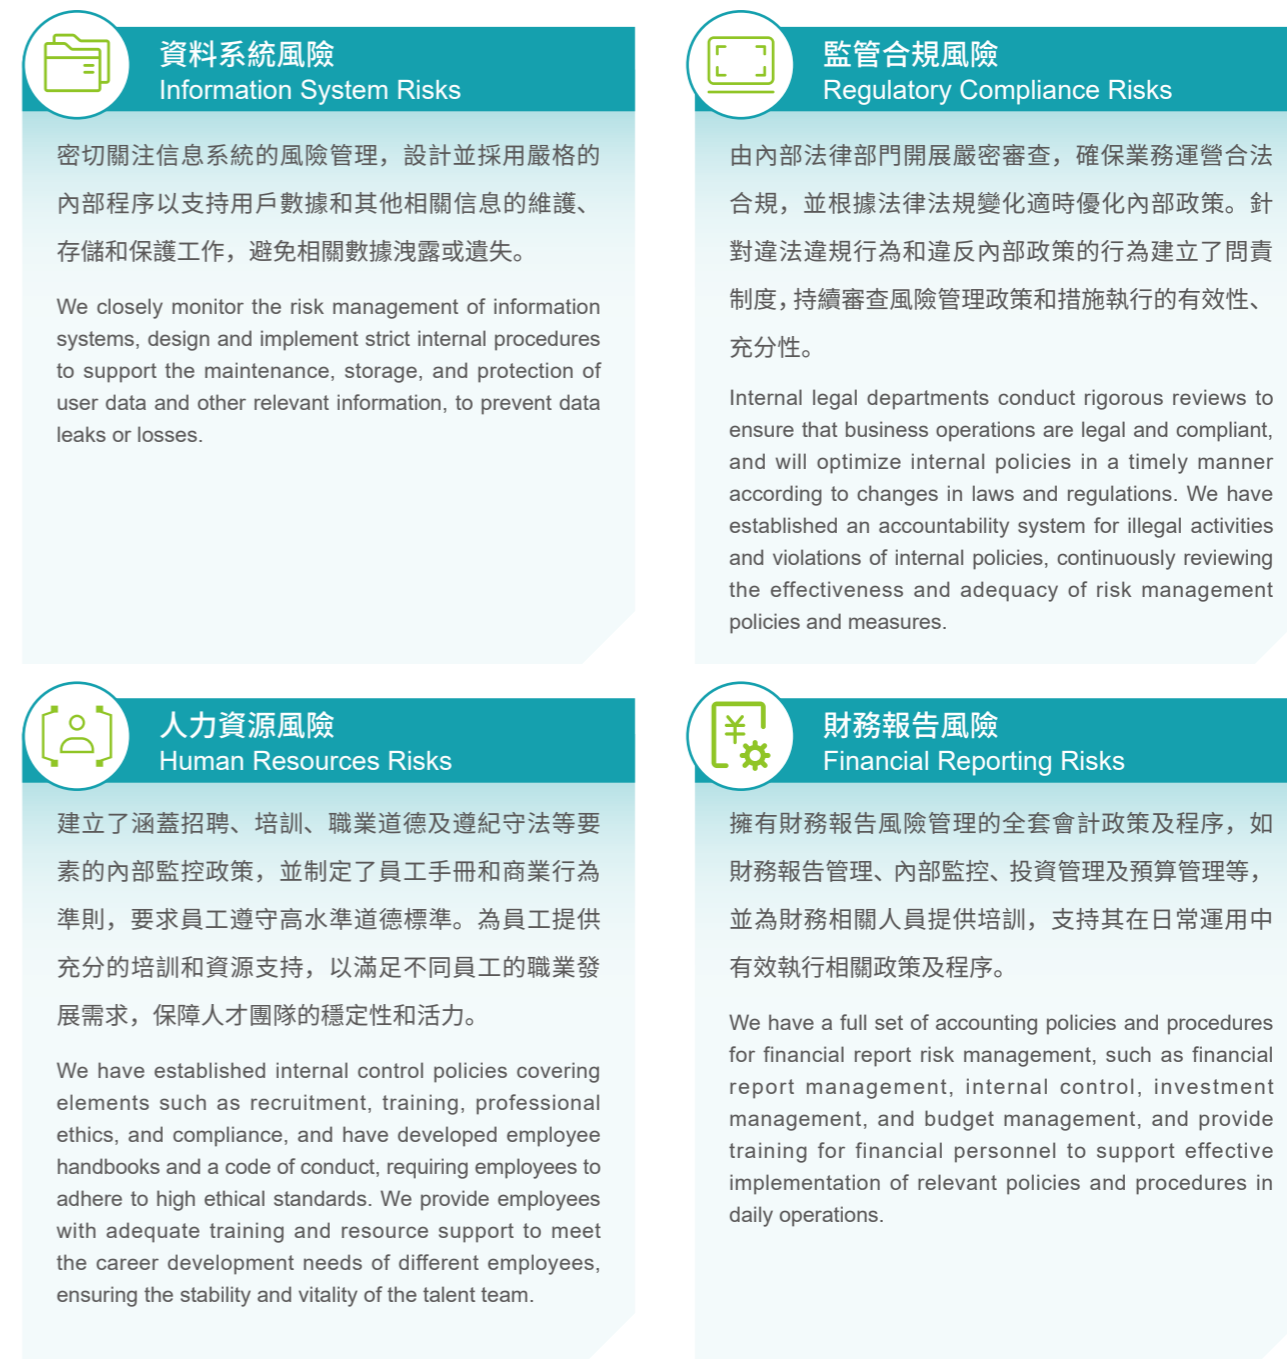 資料系統風險
Information System Risks
密切關注信息系統的風險管理，設計並採用嚴格的
內部程序以支持用戶數據和其他相關信息的維護、
存儲和保護工作，避免相關數據洩露或遺失。
We closely monitor the risk management of information
systems, design and implement strict internal procedures
to support the maintenance, storage, and protection of
user data and other relevant information, to prevent data
leaks or losses.
監管合規風險
Regulatory Compliance Risks
由內部法律部門開展嚴密審查，確保業務運營合法
合規，並根據法律法規變化適時優化內部政策。針
對違法違規行為和違反內部政策的行為建立了問責
制度，持續審查風險管理政策和措施執行的有效性、
充分性。
Internal legal departments conduct rigorous reviews to
ensure that business operations are legal and compliant,
and will optimize internal policies in a timely manner
according to changes in laws and regulations. We have
established an accountability system for illegal activities
and violations of internal policies, continuously reviewing
the effectiveness and adequacy of risk management
policies and measures.
人力資源風險
Human Resources Risks
建立了涵蓋招聘、培訓、職業道德及遵紀守法等要
素的內部監控政策，並制定了員工手冊和商業行為
準則，要求員工遵守高水準道德標準。為員工提供
充分的培訓和資源支持，以滿足不同員工的職業發
展需求，保障人才團隊的穩定性和活力。
We have established internal control policies covering
elements such as recruitment, training, professional
ethics, and compliance, and have developed employee
handbooks and a code of conduct, requiring employees to
adhere to high ethical standards. We provide employees
with adequate training and resource support to meet
the career development needs of different employees,
ensuring the stability and vitality of the talent team.
財務報告風險
Financial Reporting Risks
擁有財務報告風險管理的全套會計政策及程序，如
財務報告管理、內部監控、投資管理及預算管理等，
並為財務相關人員提供培訓，支持其在日常運用中
有效執行相關政策及程序。
We have a full set of accounting policies and procedures
for financial report risk management, such as financial
report management, internal control, investment
management, and budget management, and provide
training for financial personnel to support effective
implementation of relevant policies and procedures in
daily operations.